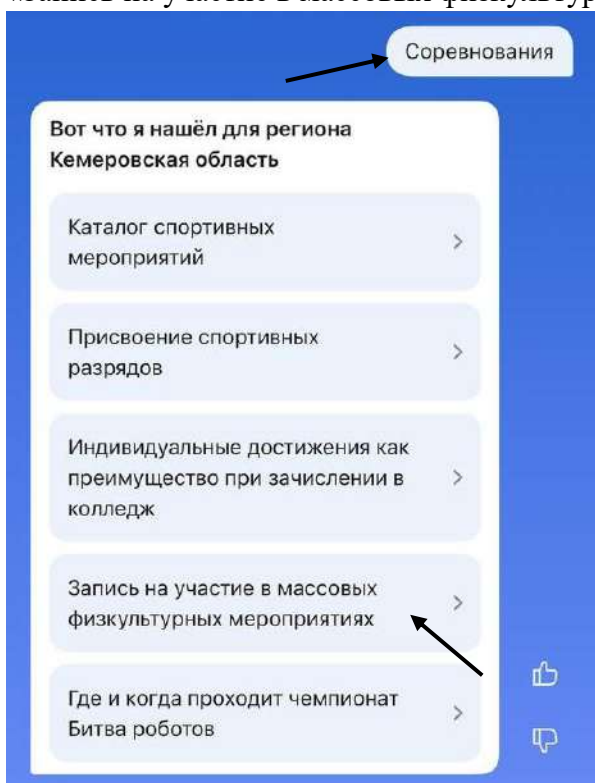 Соревнования
Вот что я нашёл для региона
Кемеровская область
Каталог спортивных
мероприятий
Присвоение спортивных
разрядов
Индивидуальные достижения как
преимущество при зачислении в
колледж
Запись на участие в массовых
физкультурных мероприятиях
Где и когда проходит чемпионат
Битва роботов